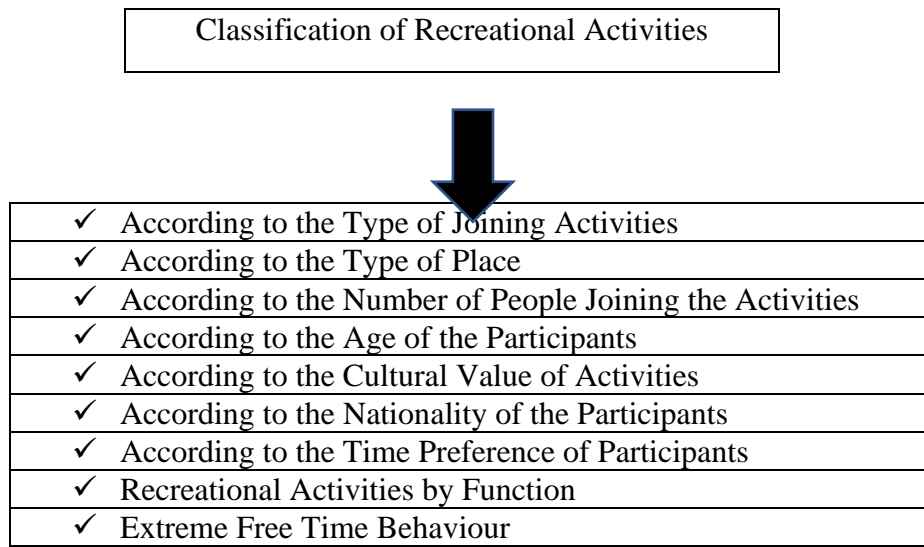 Classification of Recreational Activities
✓ According to the Type of Joining Activities
✓ According to the Type of Place
✓ According to the Number of People Joining the Activities
✓ According to the Age of the Participants
✓ According to the Cultural Value of Activities
✓ According to the Nationality of the Participants
✓ According to the Time Preference of Participants
✓ Recreational Activities by Function
✓ Extreme Free Time Behaviour